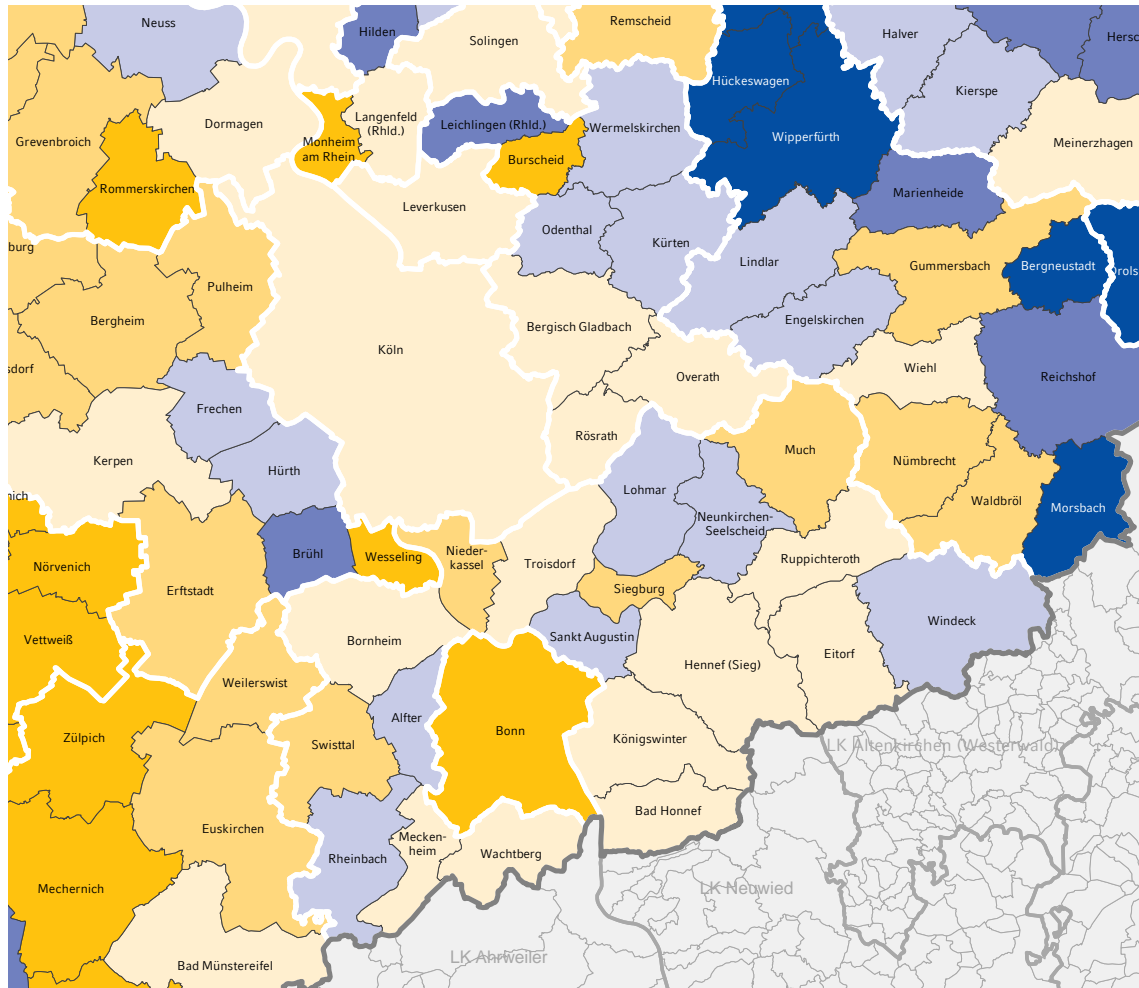 Neuss
Hilden
Solingen
Remscheid
Halver
Hersc
Hückeswagen
Kierspe
Grevenbroich
Dormagen
Langenfeld
(Rhld.)
Monheim
am Rhein
Leichlingen (Rhld.)
Wermelskirchen
Wipperfürth
Meinerzhagen
Burscheid
Rommerskirchen
Marienheide
Leverkusen
Odenthal
Kürten
burg
Lindlar
Gummersbach
Bergneustadt
Drols
Pulheim
Bergheim
Bergisch Gladbach
Engelskirchen
Köln
sdorf
Overath
Wiehl
Reichshof
Frechen
Rösrath
Much
Kerpen
Hürth
Nümbrecht
Lohmar
nich
Waldbröl
Morsbach
Neunkirchen-
Seelscheid
Brühl
Wesseling
Nieder-
kassel
Troisdorf
Ruppichteroth
Nörvenich
Erftstadt
Siegburg
Windeck
Vettweiß
Bornheim
Sankt Augustin
Eitorf
Hennef (Sieg)
Weilerswist
Alfter
Bonn
Zülpich
Swisttal
Königswinter
LK Altenkirchen (Westerwald)
Bad Honnef
Euskirchen
Mecken-
heim
Rheinbach
Wachtberg
Mechernich
LK Neuwied
LK Ahrweiler
Bad Münstereifel